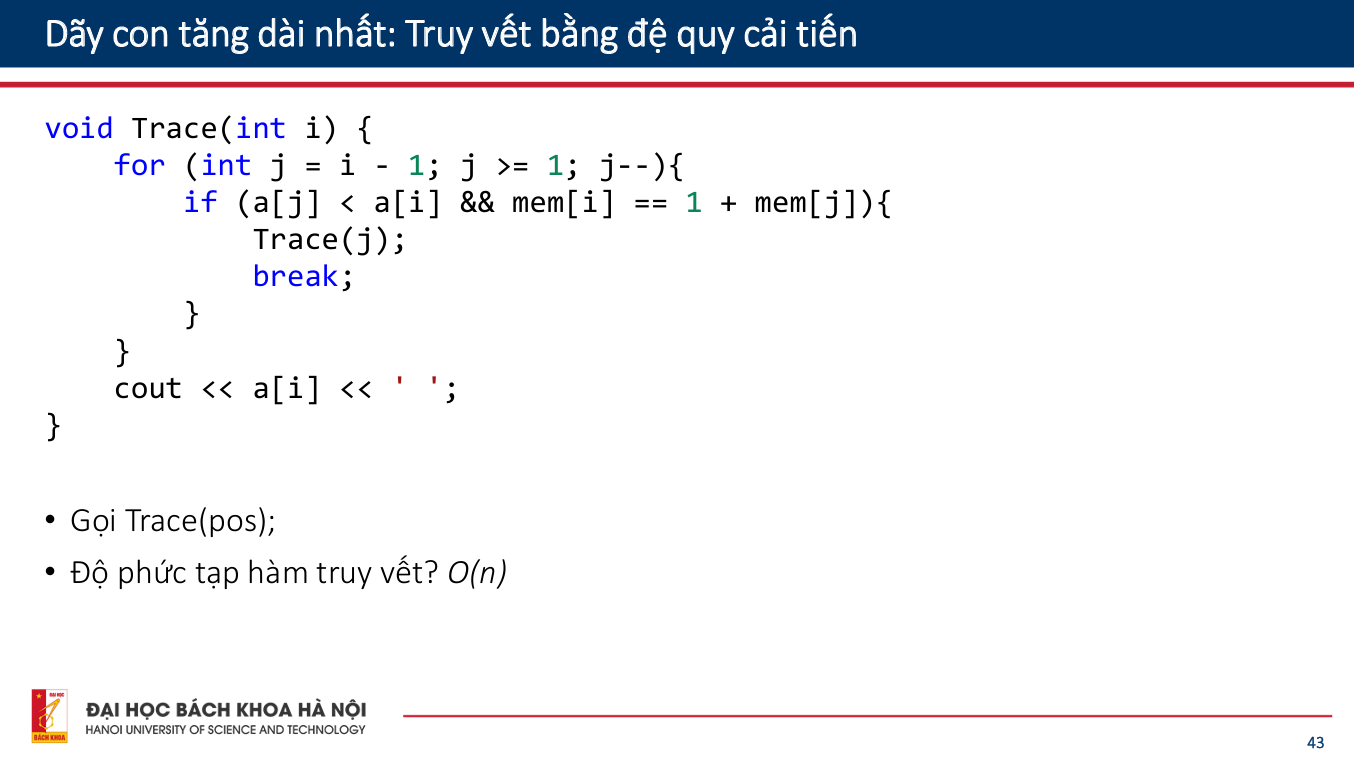 Dãy con tăng dài nhất: Truy vết bằng đệ quy cải tiến
void Trace(int i) {
    for (int j = i - 1; j >= 1; j--){
        if (a[j] < a[i] && mem[i] == 1 + mem[j]){
            Trace(j);
            break;
        }
    }
    cout << a[i] << ' ';
}
• Gọi Trace(pos);
• Độ phức tạp hàm truy vết? O(n)
ĐẠI HỌC
BÁCH KHOA
ĐẠI HỌC BÁCH KHOA HÀ NỘI
HANOI UNIVERSITY OF SCIENCE AND TECHNOLOGY
43